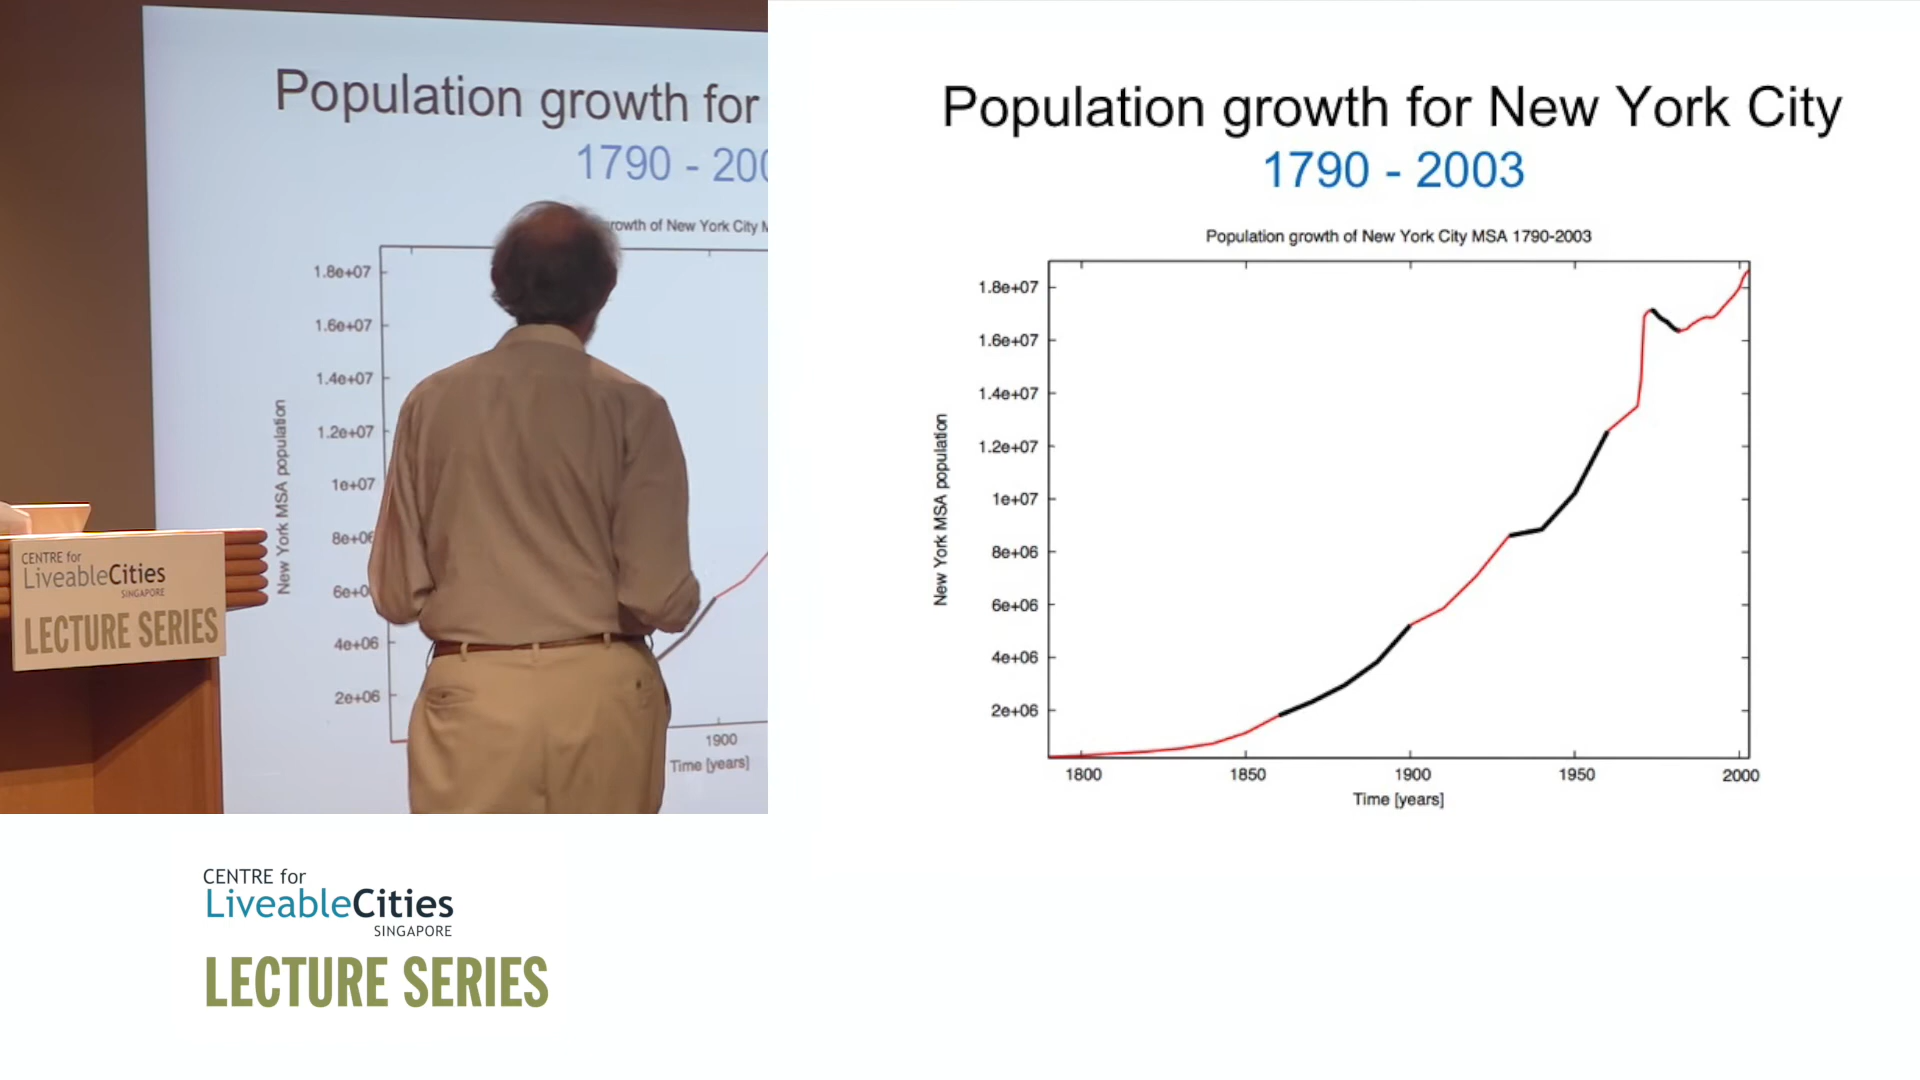 Population growth for
1790 - 200
rowth of New York City M
1.8e+07
1.6e+07
1.4e+07
1.2e+07
1e+07
8e+06
6e+0
4e+06
2e+06
New York MSA population
1900
Time [years]
CENTRE for
LiveableCities
SINGAPORE
LECTURE SERIES
Population growth for New York City
1790 - 2003
Population growth of New York City MSA 1790-2003
1.8e+07
1.6e+07
1.4e+07
1.2e+07
1e+07
8e+06
6e+06
4e+06
2e+06
New York MSA population
1800 1850 1900 1950 2000
Time [years]
CENTRE for
LiveableCities
SINGAPORE
LECTURE SERIES